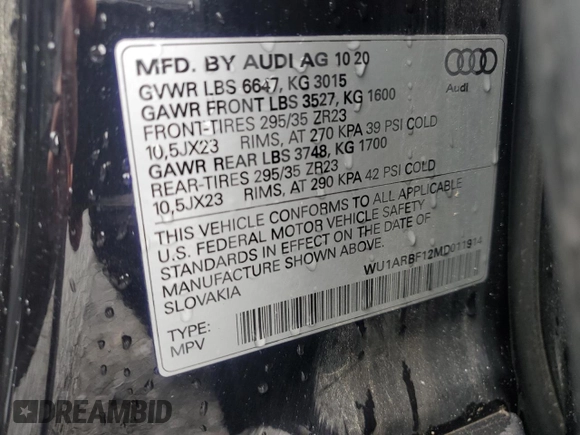 MFD. BY AUDI AG 10 20
GVWR LBS 6647, KG 3015
GAWR FRONT LBS 3527, KG 1600
FRONT-TIRES 295/35 ZR23
10,5JX23 RIMS, AT 270 KPA 39 PSI COLD
GAWR REAR LBS 3748, KG 1700
REAR-TIRES 295/35 ZR23
10,5JX23 RIMS, AT 290 KPA 42 PSI COLD
Audi
THIS VEHICLE CONFORMS TO ALL APPLICABLE
U.S. FEDERAL MOTOR VEHICLE SAFETY
STANDARDS IN EFFECT ON THE DATE OF
MANUFACTURE SHOWN ABOVE.
SLOVAKIA
WU1ARBF12MD011914
TYPE:
MPV
DREAMBID